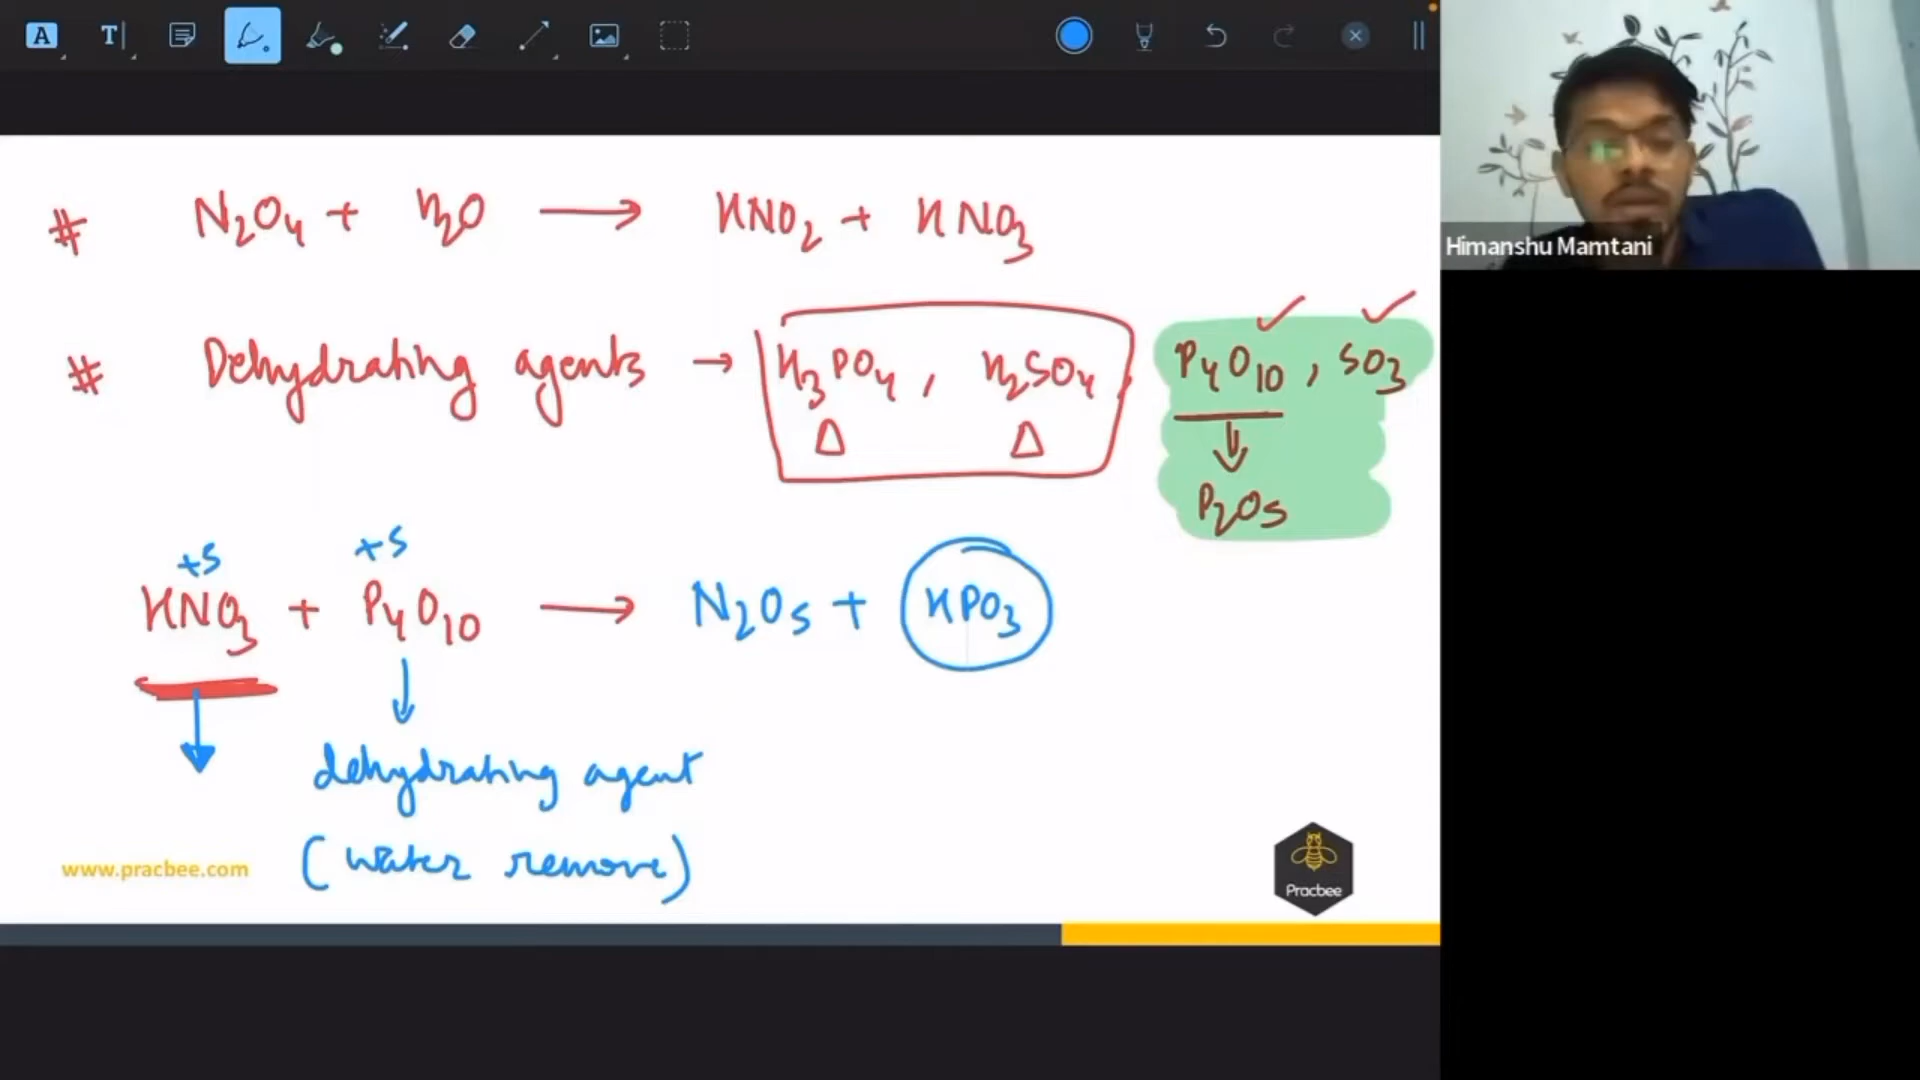 A T|
# N₂O₄ + H₂O ⟶ HNO₂ + HNO₃
# Dehydrating agents → H₃PO₄ , H₂SO₄ , P₄O₁₀ , SO₃
Δ Δ
↓
P₂O₅
+5 +5
HNO₃ + P₄O₁₀ ⟶ N₂O₅ + HPO₃
↓ ↓
dehydrating agent
(water remove)
www.pracbee.com
Pracbee
Himanshu Mamtani